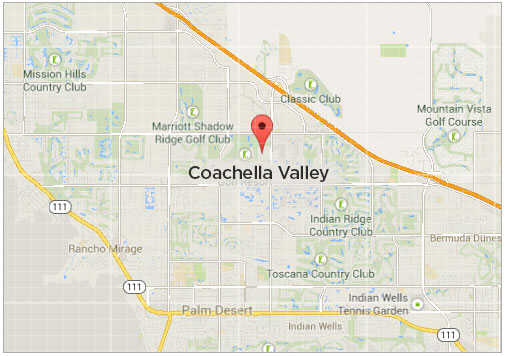 Mission Hills
Country Club
Classic Club
Mountain Vista
Golf Course
Marriott Shadow
Ridge Golf Club
Coachella Valley
111
Indian Ridge
Country Club
Bermuda Dunes
Rancho Mirage
Toscana Country Club
111
Indian Wells
Tennis Garden
Palm Desert
Indian Wells
111